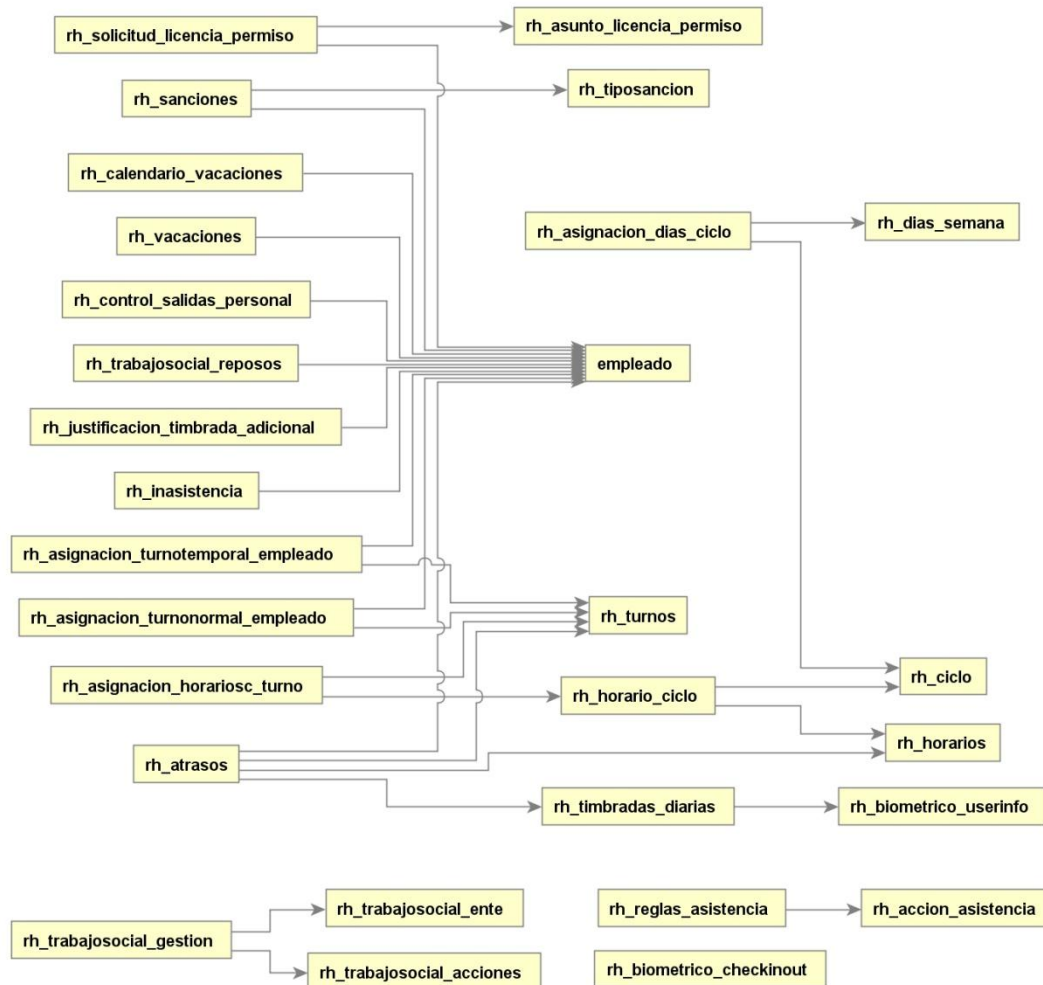 rh_solicitud_licencia_permiso
rh_asunto_licencia_permiso
rh_sanciones
rh_tiposancion
rh_calendario_vacaciones
rh_vacaciones
rh_asignacion_dias_ciclo
rh_dias_semana
rh_control_salidas_personal
rh_trabajosocial_reposos
empleado
rh_justificacion_timbrada_adicional
rh_inasistencia
rh_asignacion_turnotemporal_empleado
rh_asignacion_turnonormal_empleado
rh_turnos
rh_asignacion_horariosc_turno
rh_horario_ciclo
rh_ciclo
rh_horarios
rh_atrasos
rh_timbradas_diarias
rh_biometrico_userinfo
rh_trabajosocial_ente
rh_reglas_asistencia
rh_accion_asistencia
rh_trabajosocial_gestion
rh_trabajosocial_acciones
rh_biometrico_checkinout